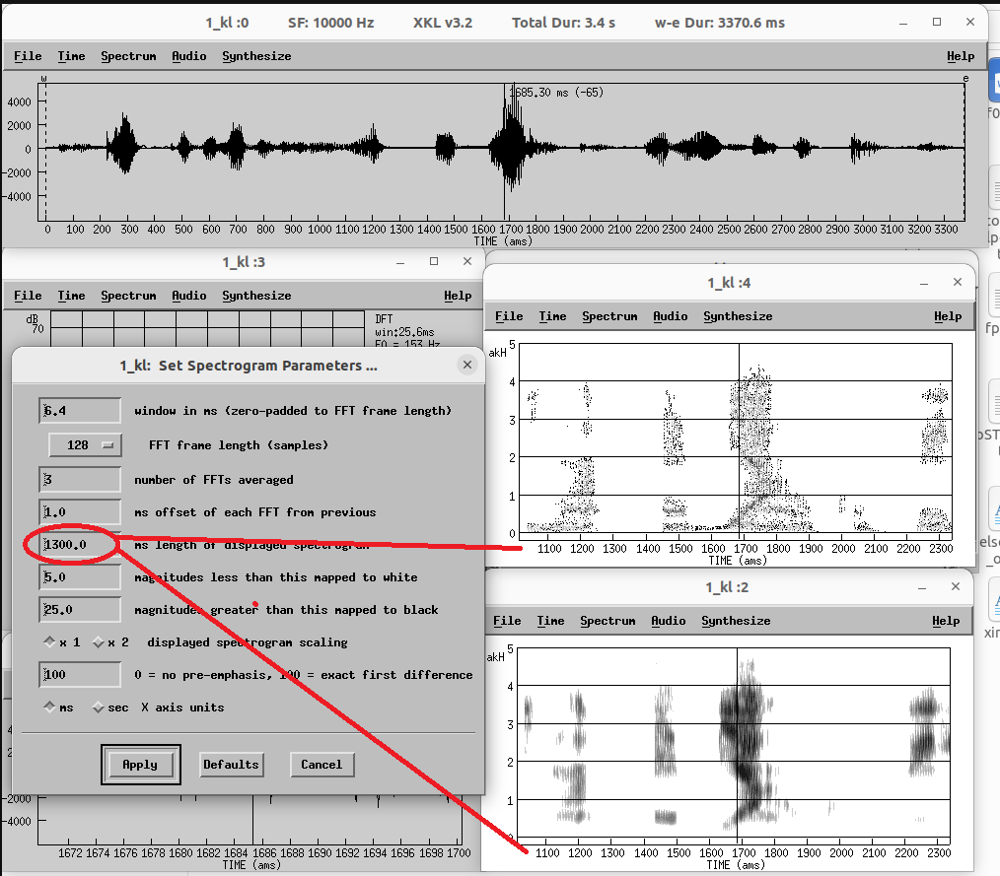 1_kl :0 SF: 10000 Hz XKL v3.2 Total Dur: 3.4 s w-e Dur: 3370.6 ms
File Time Spectrum Audio Synthesize Help
w e
1685.30 ms (-65)
4000
2000
0
-2000
-4000
0 100 200 300 400 500 600 700 800 900 1000 1100 1200 1300 1400 1500 1600 1700 1800 1900 2000 2100 2200 2300 2400 2500 2600 2700 2800 2900 3000 3100 3200 3300
TIME (ams)
1_kl :3
File Time Spectrum Audio Synthesize Help
dB
70
DFT
win:25.6ms
F0 = 153 Hz
1_kl: Set Spectrogram Parameters ...
6.4 window in ms (zero-padded to FFT frame length)
128 FFT frame length (samples)
3 number of FFTs averaged
1.0 ms offset of each FFT from previous
1300.0 ms length of displayed spectrogram
5.0 magnitudes less than this mapped to white
25.0 magnitudes greater than this mapped to black
x 1 x 2 displayed spectrogram scaling
100 0 = no pre-emphasis, 100 = exact first difference
ms sec X axis units
Apply Defaults Cancel
-2000
-4000
1672 1674 1676 1678 1680 1682 1684 1686 1688 1690 1692 1694 1696 1698 1700
TIME (ams)
1_kl :4
File Time Spectrum Audio Synthesize Help
akH
5
4
3
2
1
0
1100 1200 1300 1400 1500 1600 1700 1800 1900 2000 2100 2200 2300
TIME (ams)
1_kl :2
File Time Spectrum Audio Synthesize Help
akH
5
4
3
2
1
0
1100 1200 1300 1400 1500 1600 1700 1800 1900 2000 2100 2200 2300
TIME (ams)